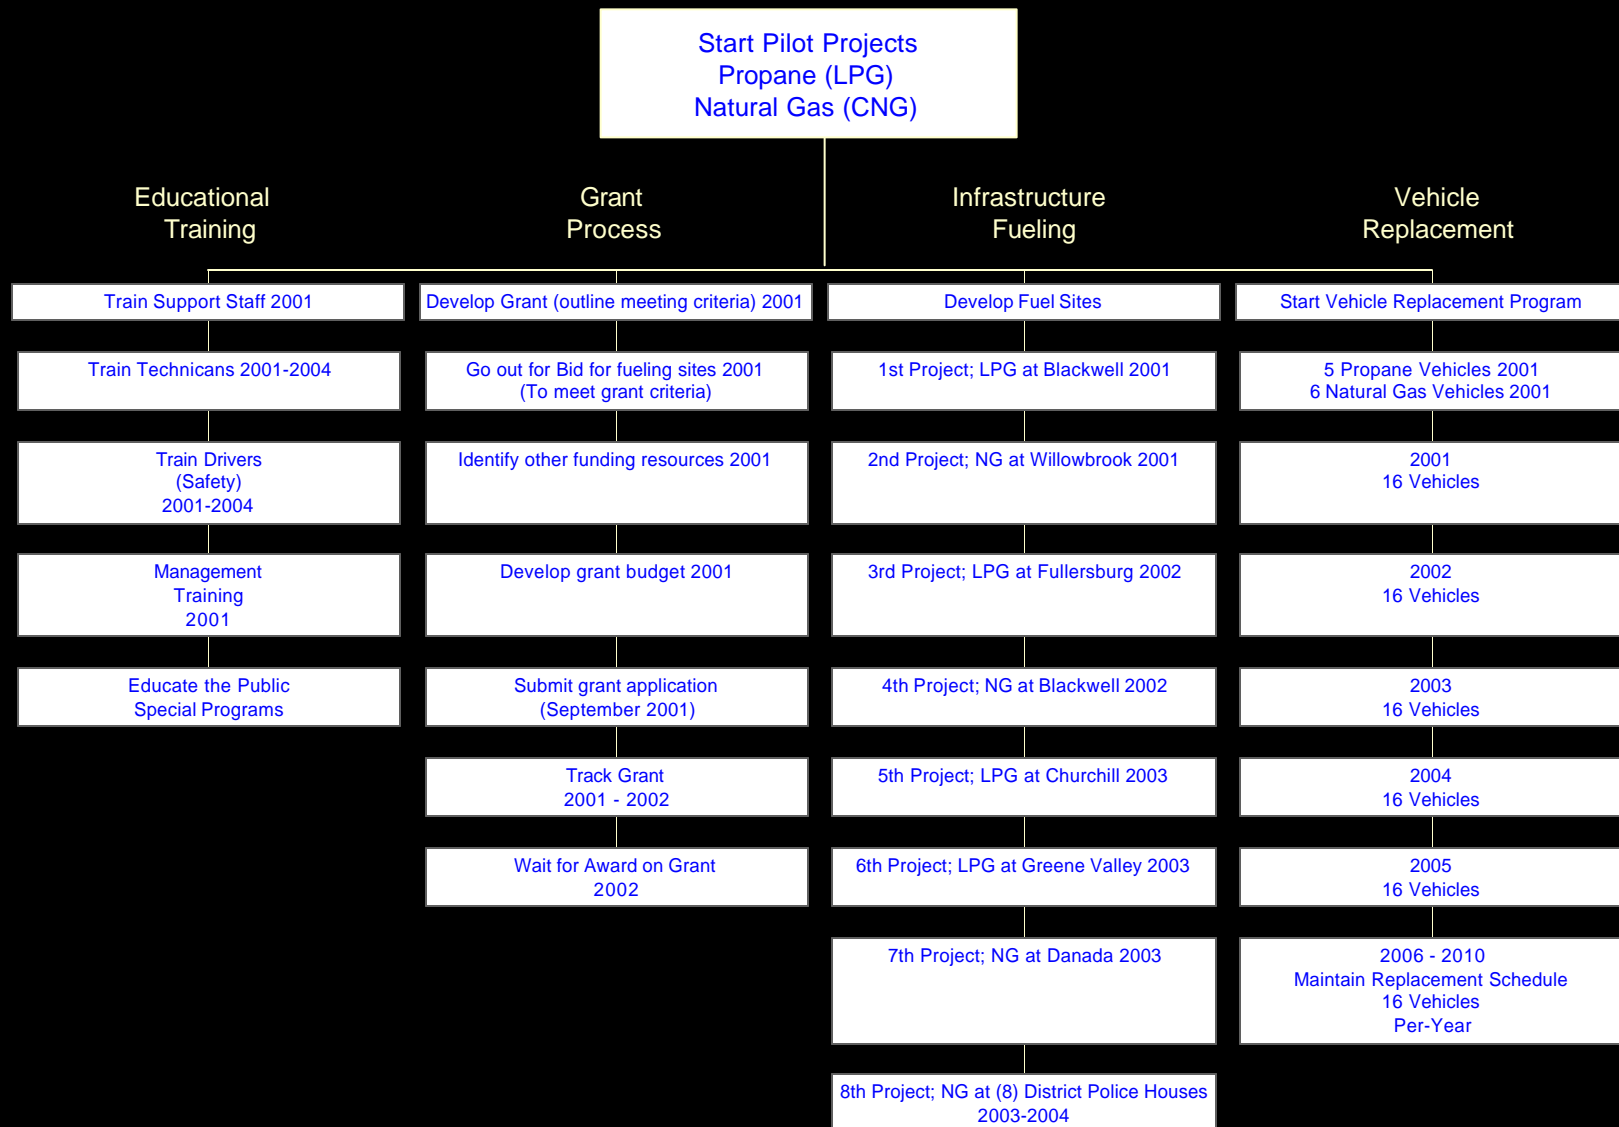 Start Pilot Projects
Propane (LPG)
Natural Gas (CNG)
Educational
Training
Grant
Process
Infrastructure
Fueling
Vehicle
Replacement
Train Support Staff 2001
Train Technicans 2001-2004
Train Drivers
(Safety)
2001-2004
Management
Training
2001
Educate the Public
Special Programs
Develop Grant (outline meeting criteria) 2001
Go out for Bid for fueling sites 2001
(To meet grant criteria)
Identify other funding resources 2001
Develop grant budget 2001
Submit grant application
(September 2001)
Track Grant
2001 - 2002
Wait for Award on Grant
2002
Develop Fuel Sites
1st Project; LPG at Blackwell 2001
2nd Project; NG at Willowbrook 2001
3rd Project; LPG at Fullersburg 2002
4th Project; NG at Blackwell 2002
5th Project; LPG at Churchill 2003
6th Project; LPG at Greene Valley 2003
7th Project; NG at Danada 2003
8th Project; NG at (8) District Police Houses
2003-2004
Start Vehicle Replacement Program
5 Propane Vehicles 2001
6 Natural Gas Vehicles 2001
2001
16 Vehicles
2002
16 Vehicles
2003
16 Vehicles
2004
16 Vehicles
2005
16 Vehicles
2006 - 2010
Maintain Replacement Schedule
16 Vehicles
Per-Year